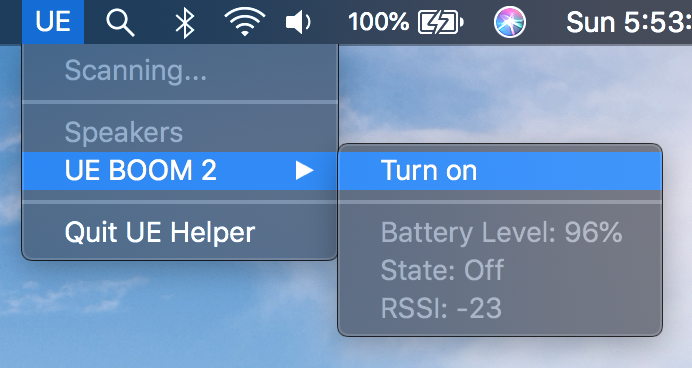 UE 100% Sun 5:53:
Scanning...
Speakers
UE BOOM 2
Turn on
Quit UE Helper
Battery Level: 96%
State: Off
RSSI: -23